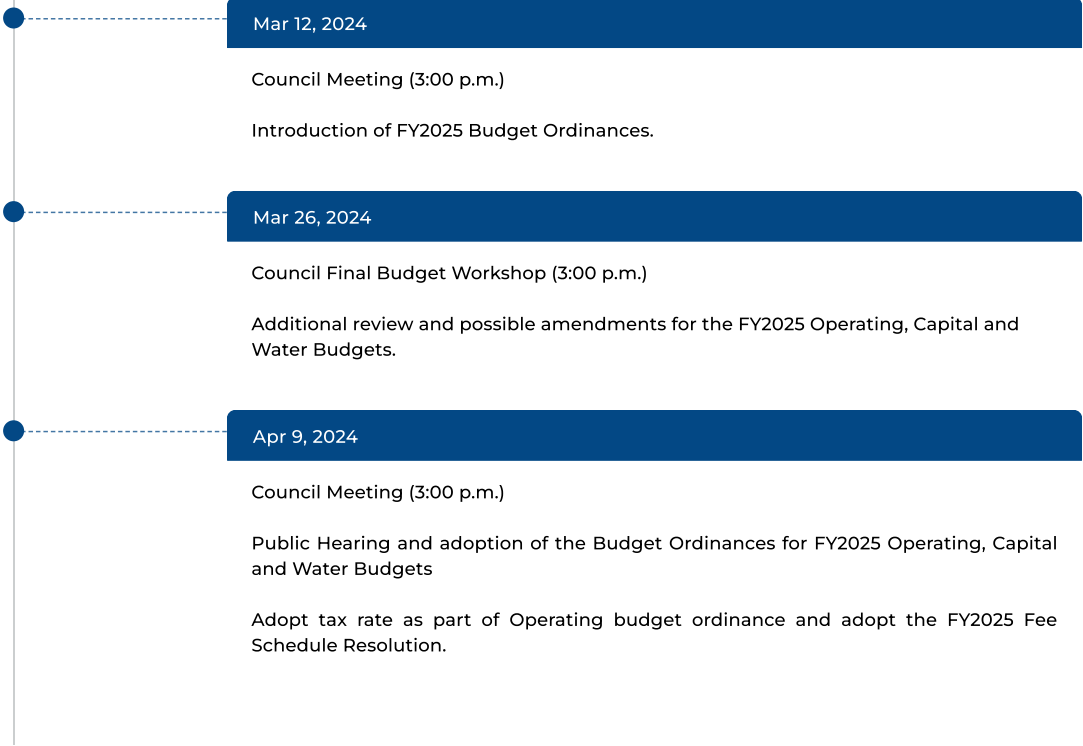 Mar 12, 2024
Council Meeting (3:00 p.m.)
Introduction of FY2025 Budget Ordinances.
Mar 26, 2024
Council Final Budget Workshop (3:00 p.m.)
Additional review and possible amendments for the FY2025 Operating, Capital and
Water Budgets.
Apr 9, 2024
Council Meeting (3:00 p.m.)
Public Hearing and adoption of the Budget Ordinances for FY2025 Operating, Capital
and Water Budgets
Adopt tax rate as part of Operating budget ordinance and adopt the FY2025 Fee
Schedule Resolution.